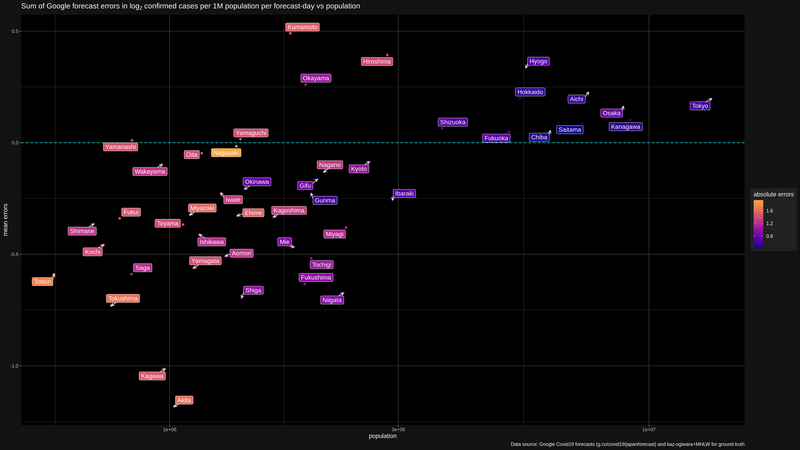 Sum of Google forecast errors in log2 confirmed cases per 1M population per forecast-day vs population
0.5
Kumamoto
Hiroshima
Hyogo
Okayama
Hokkaido
Aichi
Tokyo
Osaka
Shizuoka
Kanagawa
Saitama
Yamaguchi
Chiba
Fukuoka
0.0
Yamanashi
Nagasaki
Oita
Nagano
Kyoto
Wakayama
Okinawa
Gifu
absolute errors
Ibaraki
Iwate
Gunma
Miyazaki
Kagoshima
1.6
Fukui
Ehime
mean errors
Toyama
1.2
Shimane
Miyagi
0.8
Ishikawa
Mie
Kochi
Aomori
-0.5
Yamagata
Tochigi
Saga
Fukushima
Tottori
Shiga
Tokushima
Niigata
-1.0
Kagawa
Akita
1e+06
3e+06
1e+07
population
Data source: Google Covid19 forecasts (g.co/covid19/japanforecast) and kaz-ogiwara+MHLW for ground-truth